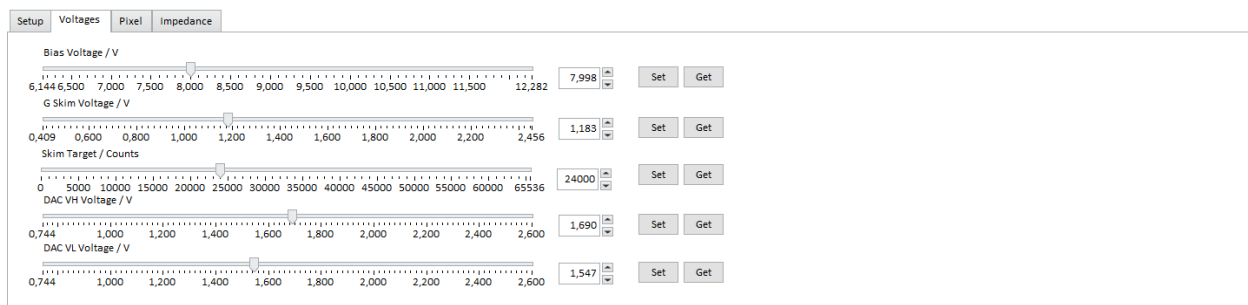 Setup Voltages Pixel Impedance
Bias Voltage / V
7,998 Set Get
6,144 6,500 7,000 7,500 8,000 8,500 9,000 9,500 10,000 10,500 11,000 11,500 12,282
G Skim Voltage / V
1,183 Set Get
0,409 0,600 0,800 1,000 1,200 1,400 1,600 1,800 2,000 2,200 2,456
Skim Target / Counts
24000 Set Get
0 5000 10000 15000 20000 25000 30000 35000 40000 45000 50000 55000 60000 65536
DAC VH Voltage / V
1,690 Set Get
0,744 1,000 1,200 1,400 1,600 1,800 2,000 2,200 2,400 2,600
DAC VL Voltage / V
1,547 Set Get
0,744 1,000 1,200 1,400 1,600 1,800 2,000 2,200 2,400 2,600